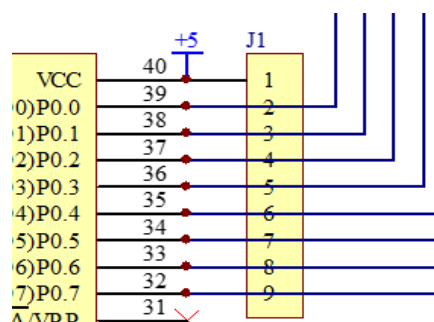 +5 J1
VCC 40 1
0)P0.0 39 2
1)P0.1 38 3
2)P0.2 37 4
3)P0.3 36 5
4)P0.4 35 6
5)P0.5 34 7
6)P0.6 33 8
7)P0.7 32 9
31